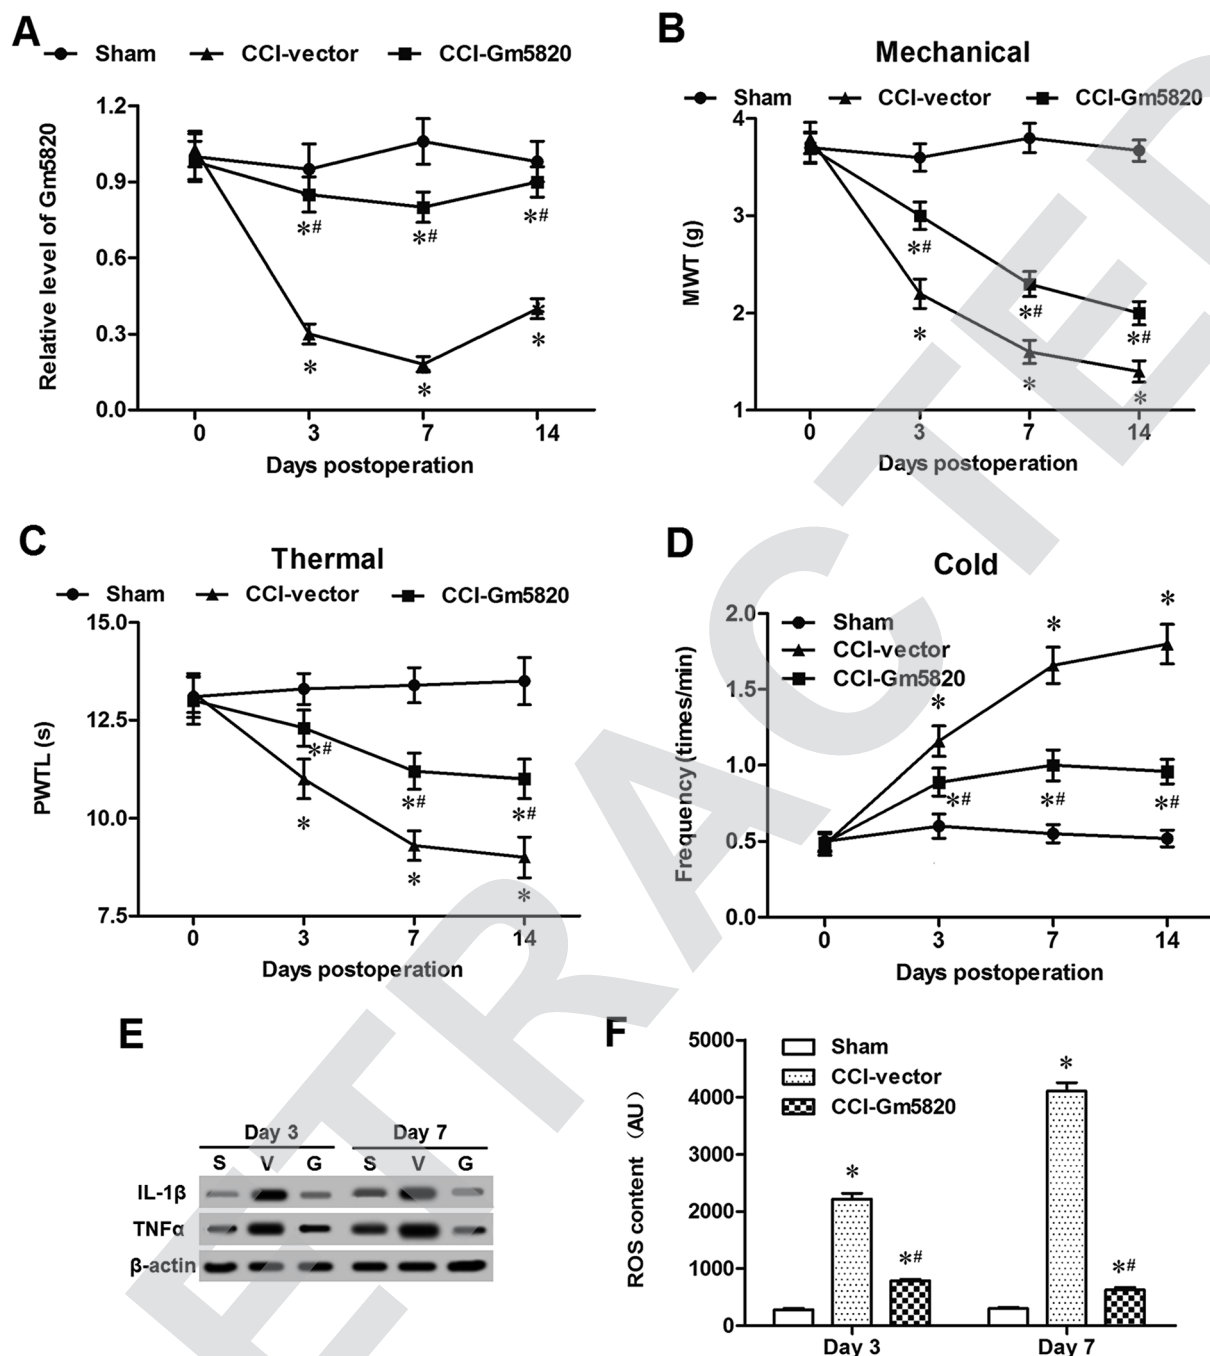 A
Sham CCI-vector CCI-Gm5820
1.2
0.9
0.6
0.3
0.0
Relative level of Gm5820
*# *# *#
* * *
0 3 7 14
Days postoperation
B
Mechanical
Sham CCI-vector CCI-Gm5820
4
3
2
1
MWT (g)
*# *# *#
* * *
0 3 7 14
Days postoperation
C
Thermal
Sham CCI-vector CCI-Gm5820
15.0
12.5
10.0
7.5
PWTL (s)
*# *# *#
* * *
0 3 7 14
Days postoperation
D
Cold
Sham
CCI-vector
CCI-Gm5820
2.0
1.5
1.0
0.5
0.0
Frequency (times/min)
* * *
*# *# *#
0 3 7 14
Days postoperation
E
Day 3 Day 7
S V G S V G
IL-1β
TNFα
β-actin
F
Sham
CCI-vector
CCI-Gm5820
5000
4000
3000
2000
1000
0
ROS content (AU)
* *# * *#
Day 3 Day 7
ETRACTED